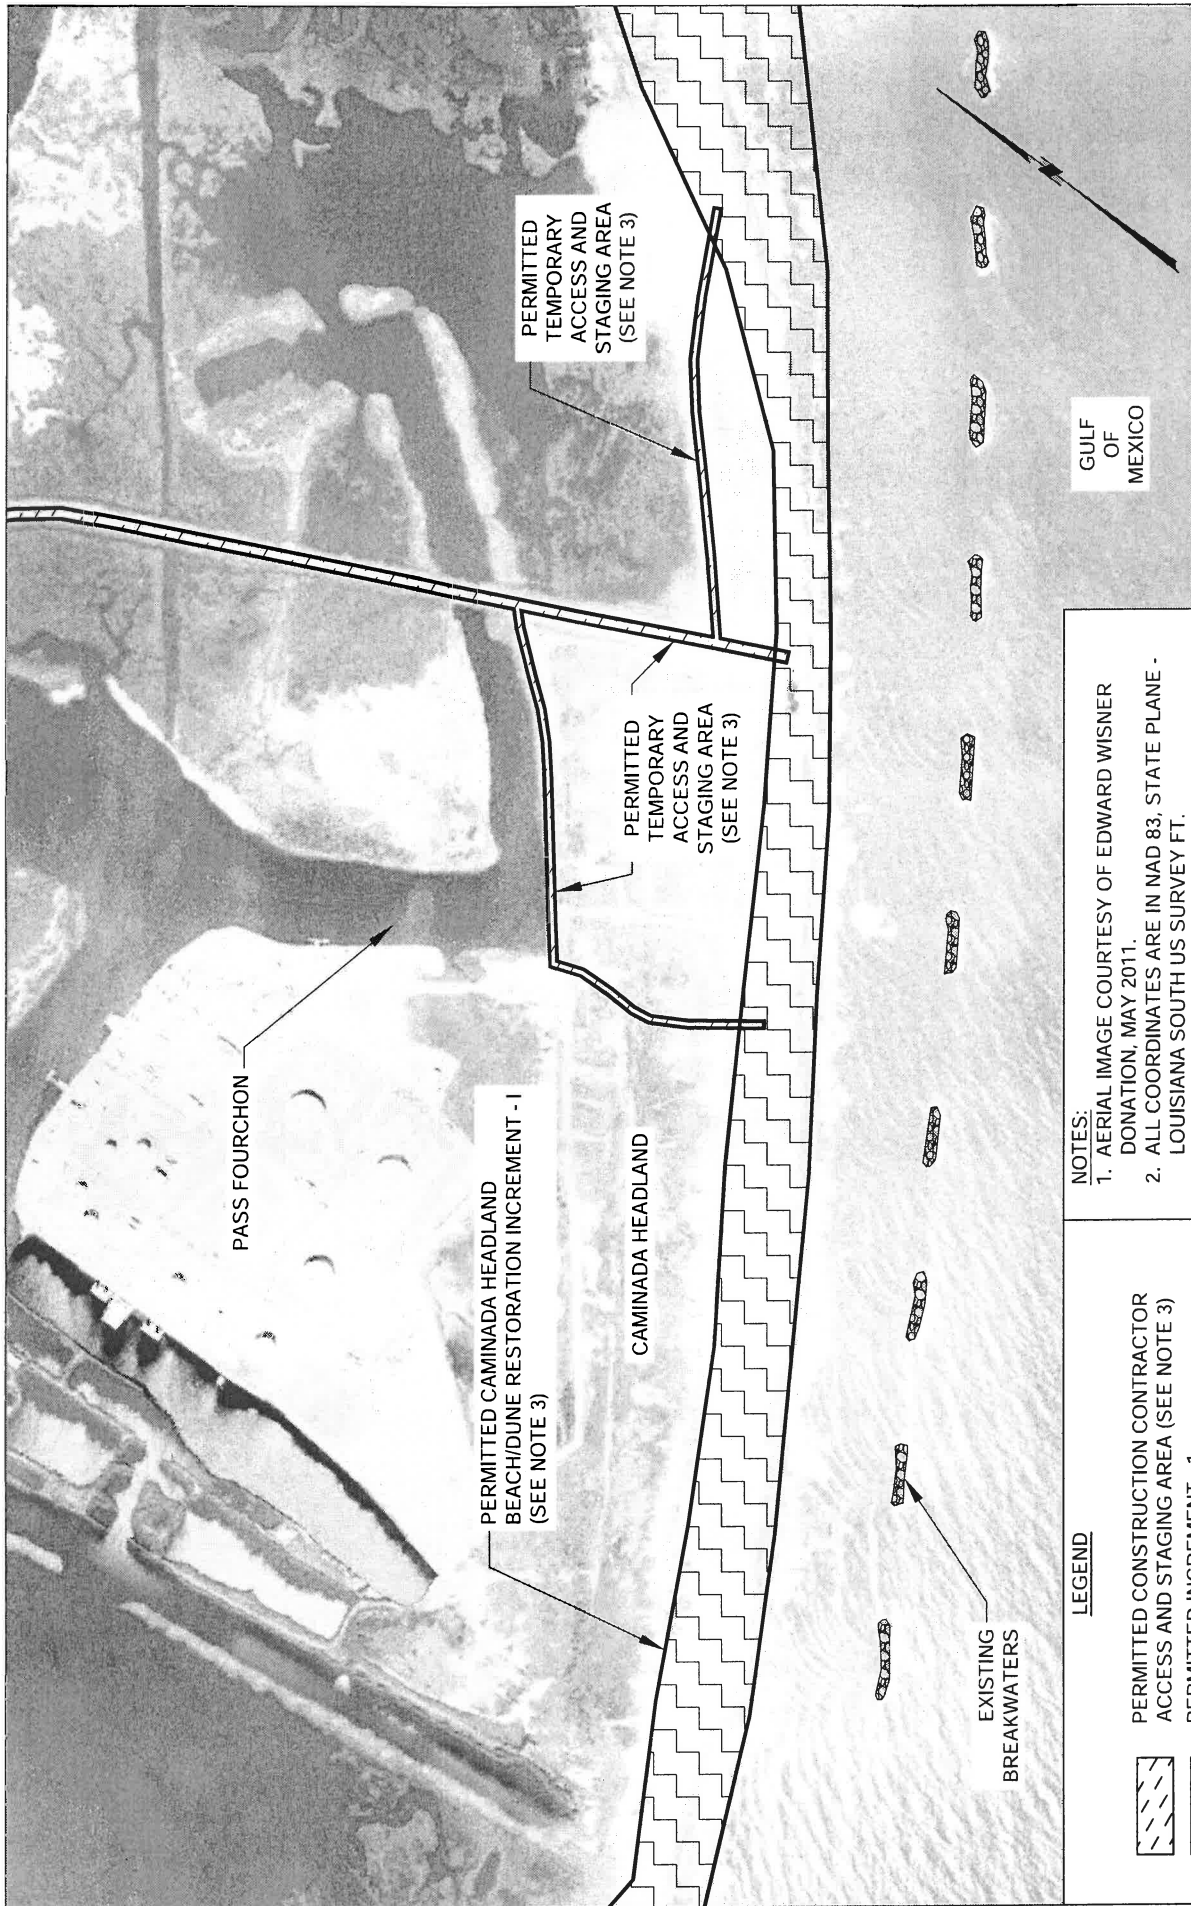 PASS FOURCHON
PERMITTED
TEMPORARY
ACCESS AND
STAGING AREA
(SEE NOTE 3)
PERMITTED
TEMPORARY
ACCESS AND
STAGING AREA
(SEE NOTE 3)
PERMITTED CAMINADA HEADLAND
BEACH/DUNE RESTORATION INCREMENT - I
(SEE NOTE 3)
CAMINADA HEADLAND
EXISTING
BREAKWATERS
GULF
OF
MEXICO
LEGEND
PERMITTED CONSTRUCTION CONTRACTOR
ACCESS AND STAGING AREA (SEE NOTE 3)
NOTES:
1. AERIAL IMAGE COURTESY OF EDWARD WISNER
DONATION, MAY 2011.
2. ALL COORDINATES ARE IN NAD 83, STATE PLANE -
LOUISIANA SOUTH US SURVEY FT.